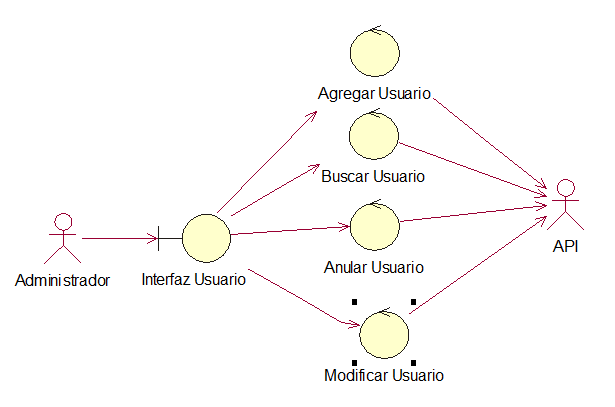 Agregar Usuario
Buscar Usuario
API
Administrador
Interfaz Usuario
Anular Usuario
Modificar Usuario